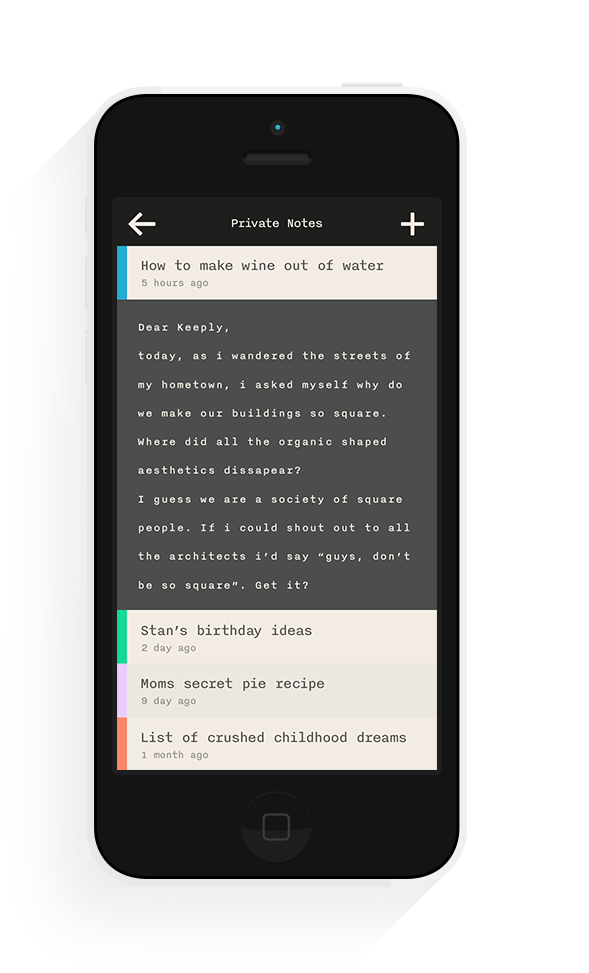 Private Notes
How to make wine out of water
5 hours ago
Dear Keeply,
today, as i wandered the streets of
my hometown, i asked myself why do
we make our buildings so square.
Where did all the organic shaped
aesthetics dissapear?
I guess we are a society of square
people. If i could shout out to all
the architects i’d say “guys, don’t
be so square”. Get it?
Stan’s birthday ideas
2 day ago
Moms secret pie recipe
9 day ago
List of crushed childhood dreams
1 month ago